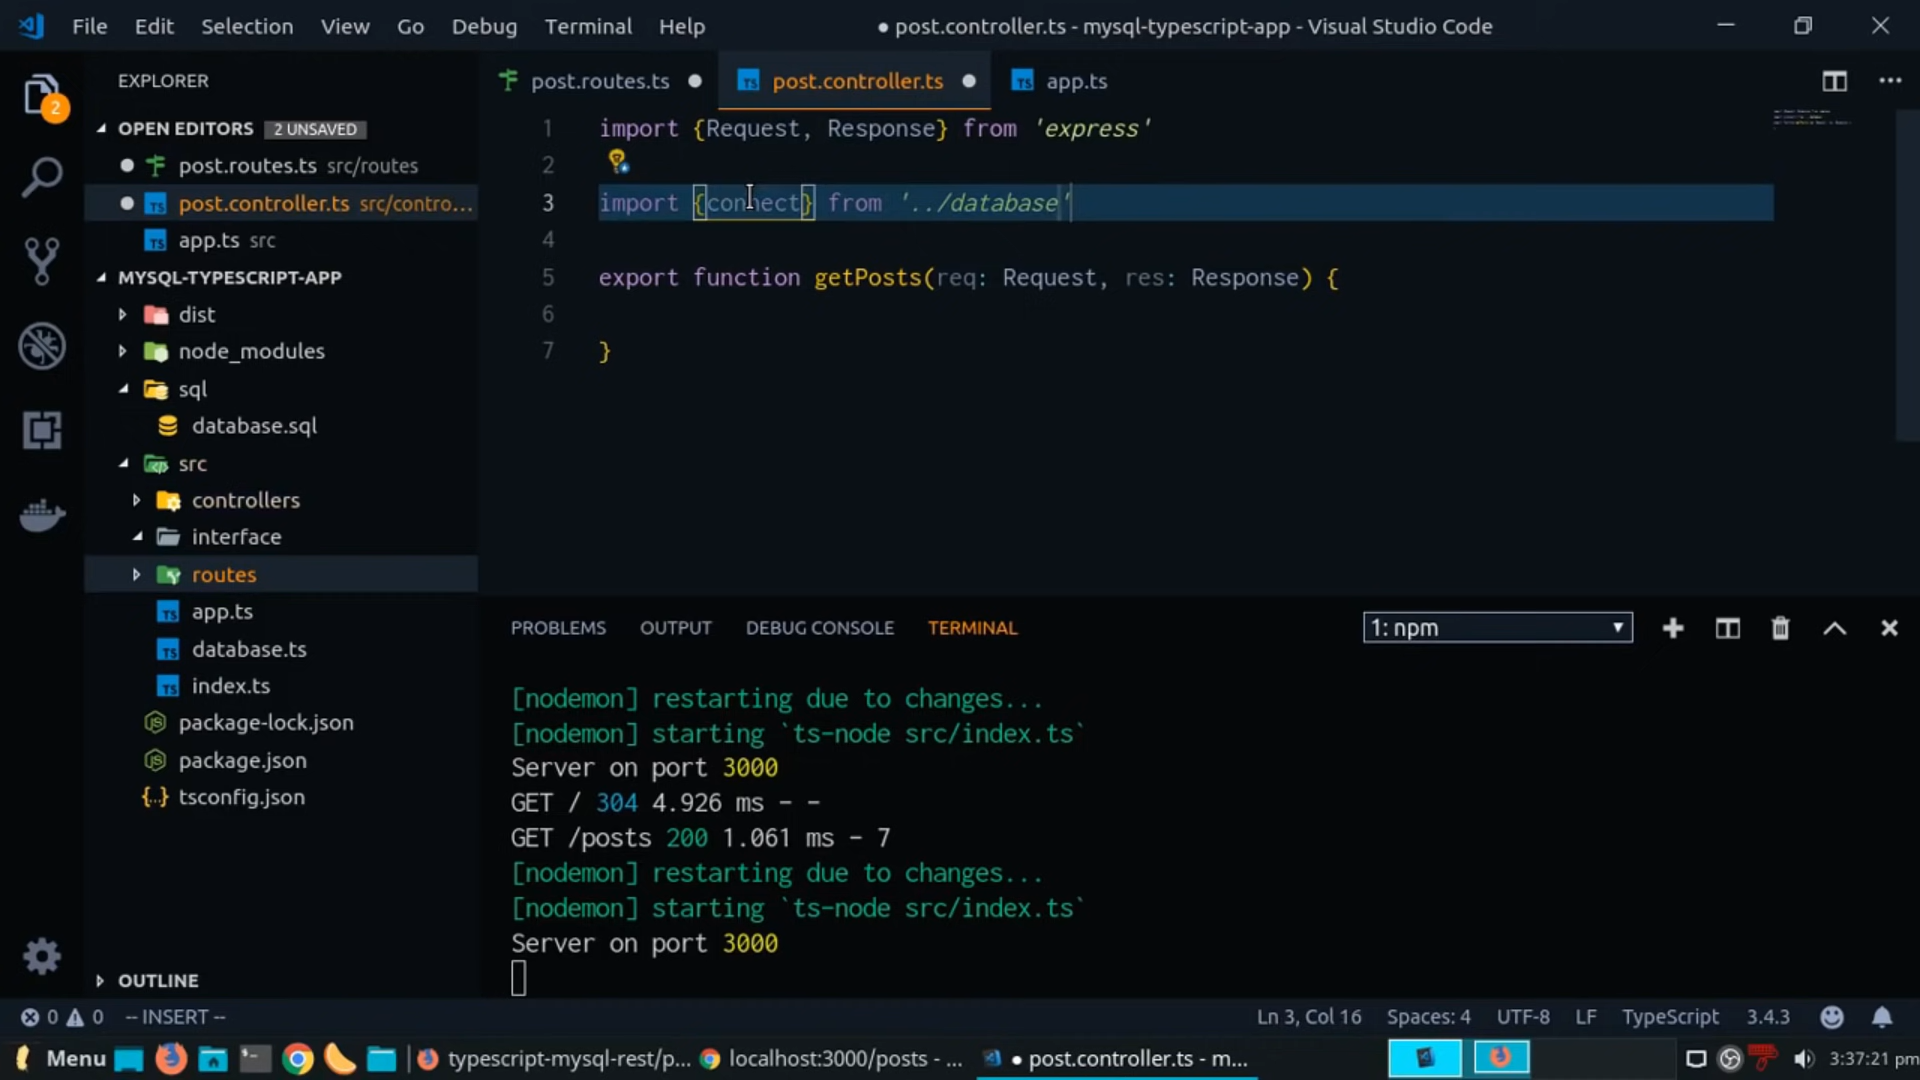 File Edit Selection View Go Debug Terminal Help
● post.controller.ts - mysql-typescript-app - Visual Studio Code
2
EXPLORER
OPEN EDITORS 2 UNSAVED
post.routes.ts src/routes
post.controller.ts src/contro...
app.ts src
MYSQL-TYPESCRIPT-APP
dist
node_modules
sql
database.sql
src
controllers
interface
routes
app.ts
database.ts
index.ts
package-lock.json
package.json
tsconfig.json
OUTLINE
post.routes.ts
post.controller.ts
app.ts
1 import {Request, Response} from 'express'
2
3 import {connect} from '../database'
4
5 export function getPosts(req: Request, res: Response) {
6
7 }
PROBLEMS OUTPUT DEBUG CONSOLE TERMINAL 1: npm
[nodemon] restarting due to changes...
[nodemon] starting `ts-node src/index.ts`
Server on port 3000
GET / 304 4.926 ms - -
GET /posts 200 1.061 ms - 7
[nodemon] restarting due to changes...
[nodemon] starting `ts-node src/index.ts`
Server on port 3000
0 0 -- INSERT -- Ln 3, Col 16 Spaces: 4 UTF-8 LF TypeScript 3.4.3
Menu typescript-mysql-rest/p... localhost:3000/posts - ... ● post.controller.ts - m... 3:37:21 pm